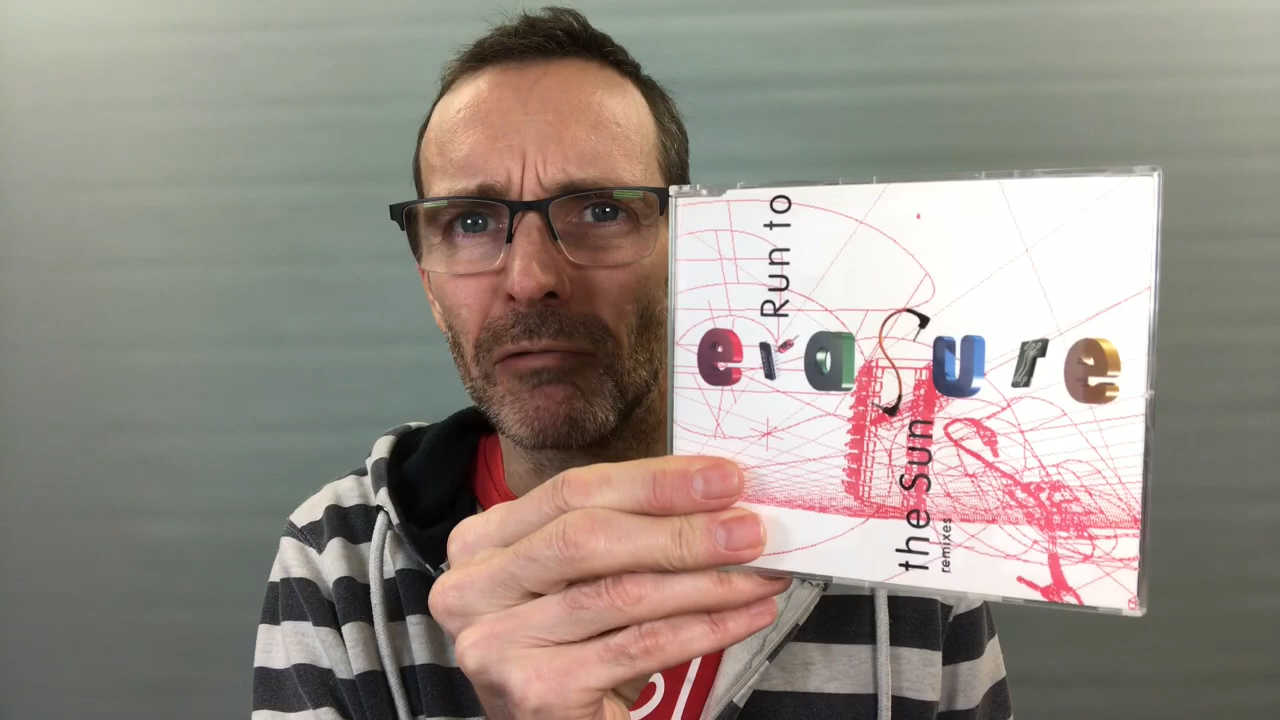 Run to
erasure
the Sun
remixes